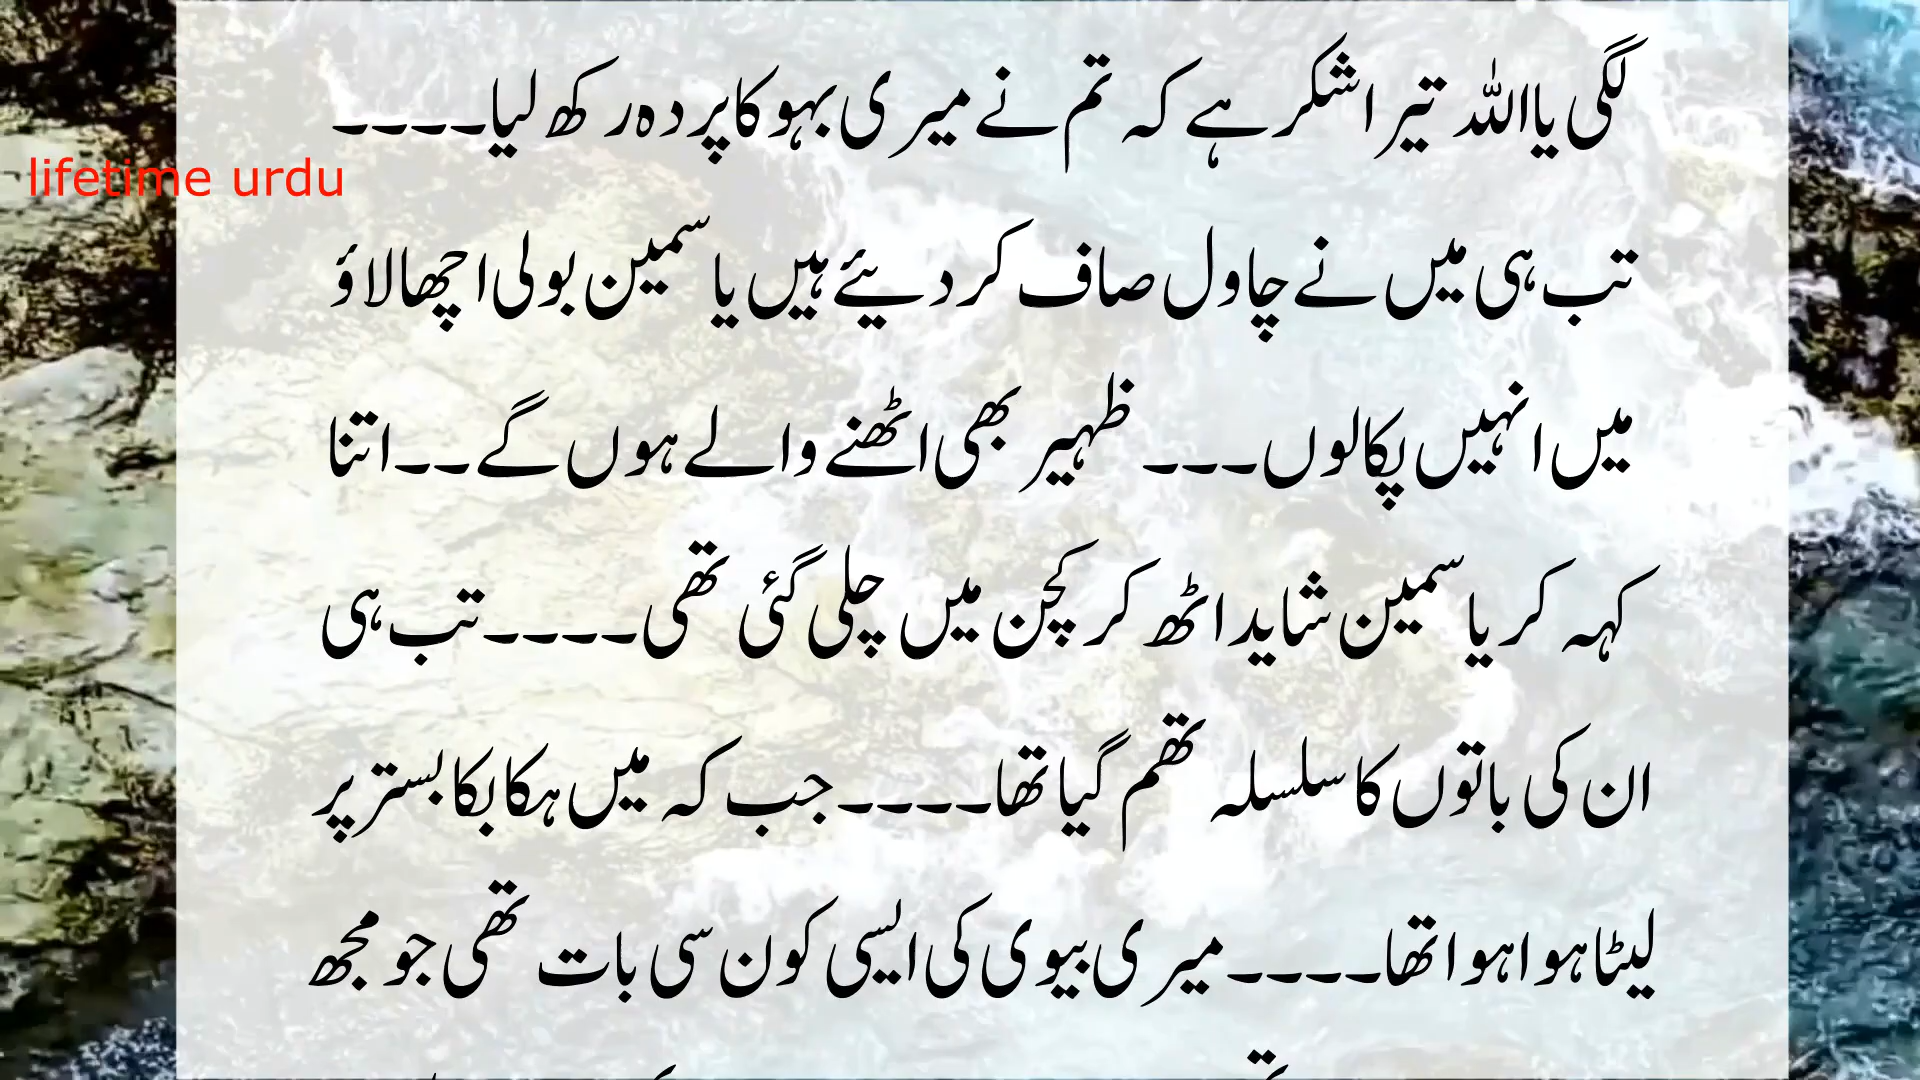 لگی یا اللہ تیرا شکر ہے کہ تم نے میری بہو کا پردہ رکھ لیا۔۔۔۔
lifetime urdu
تب ہی میں نے چاول صاف کر دیئے ہیں یاسمین بولی اچھا لاؤ
میں انہیں پکا لوں۔۔۔ ظہیر بھی اٹھنے والے ہوں گے۔۔اتنا
کہہ کر یاسمین شاید اٹھ کر کچن میں چلی گئی تھی۔۔۔۔تب ہی
ان کی باتوں کا سلسلہ تھم گیا تھا۔۔۔۔جب کہ میں ہکا بکا بستر پر
لیٹا ہوا ہوا تھا۔۔۔۔میری بیوی کی ایسی کون سی بات تھی جو مجھ